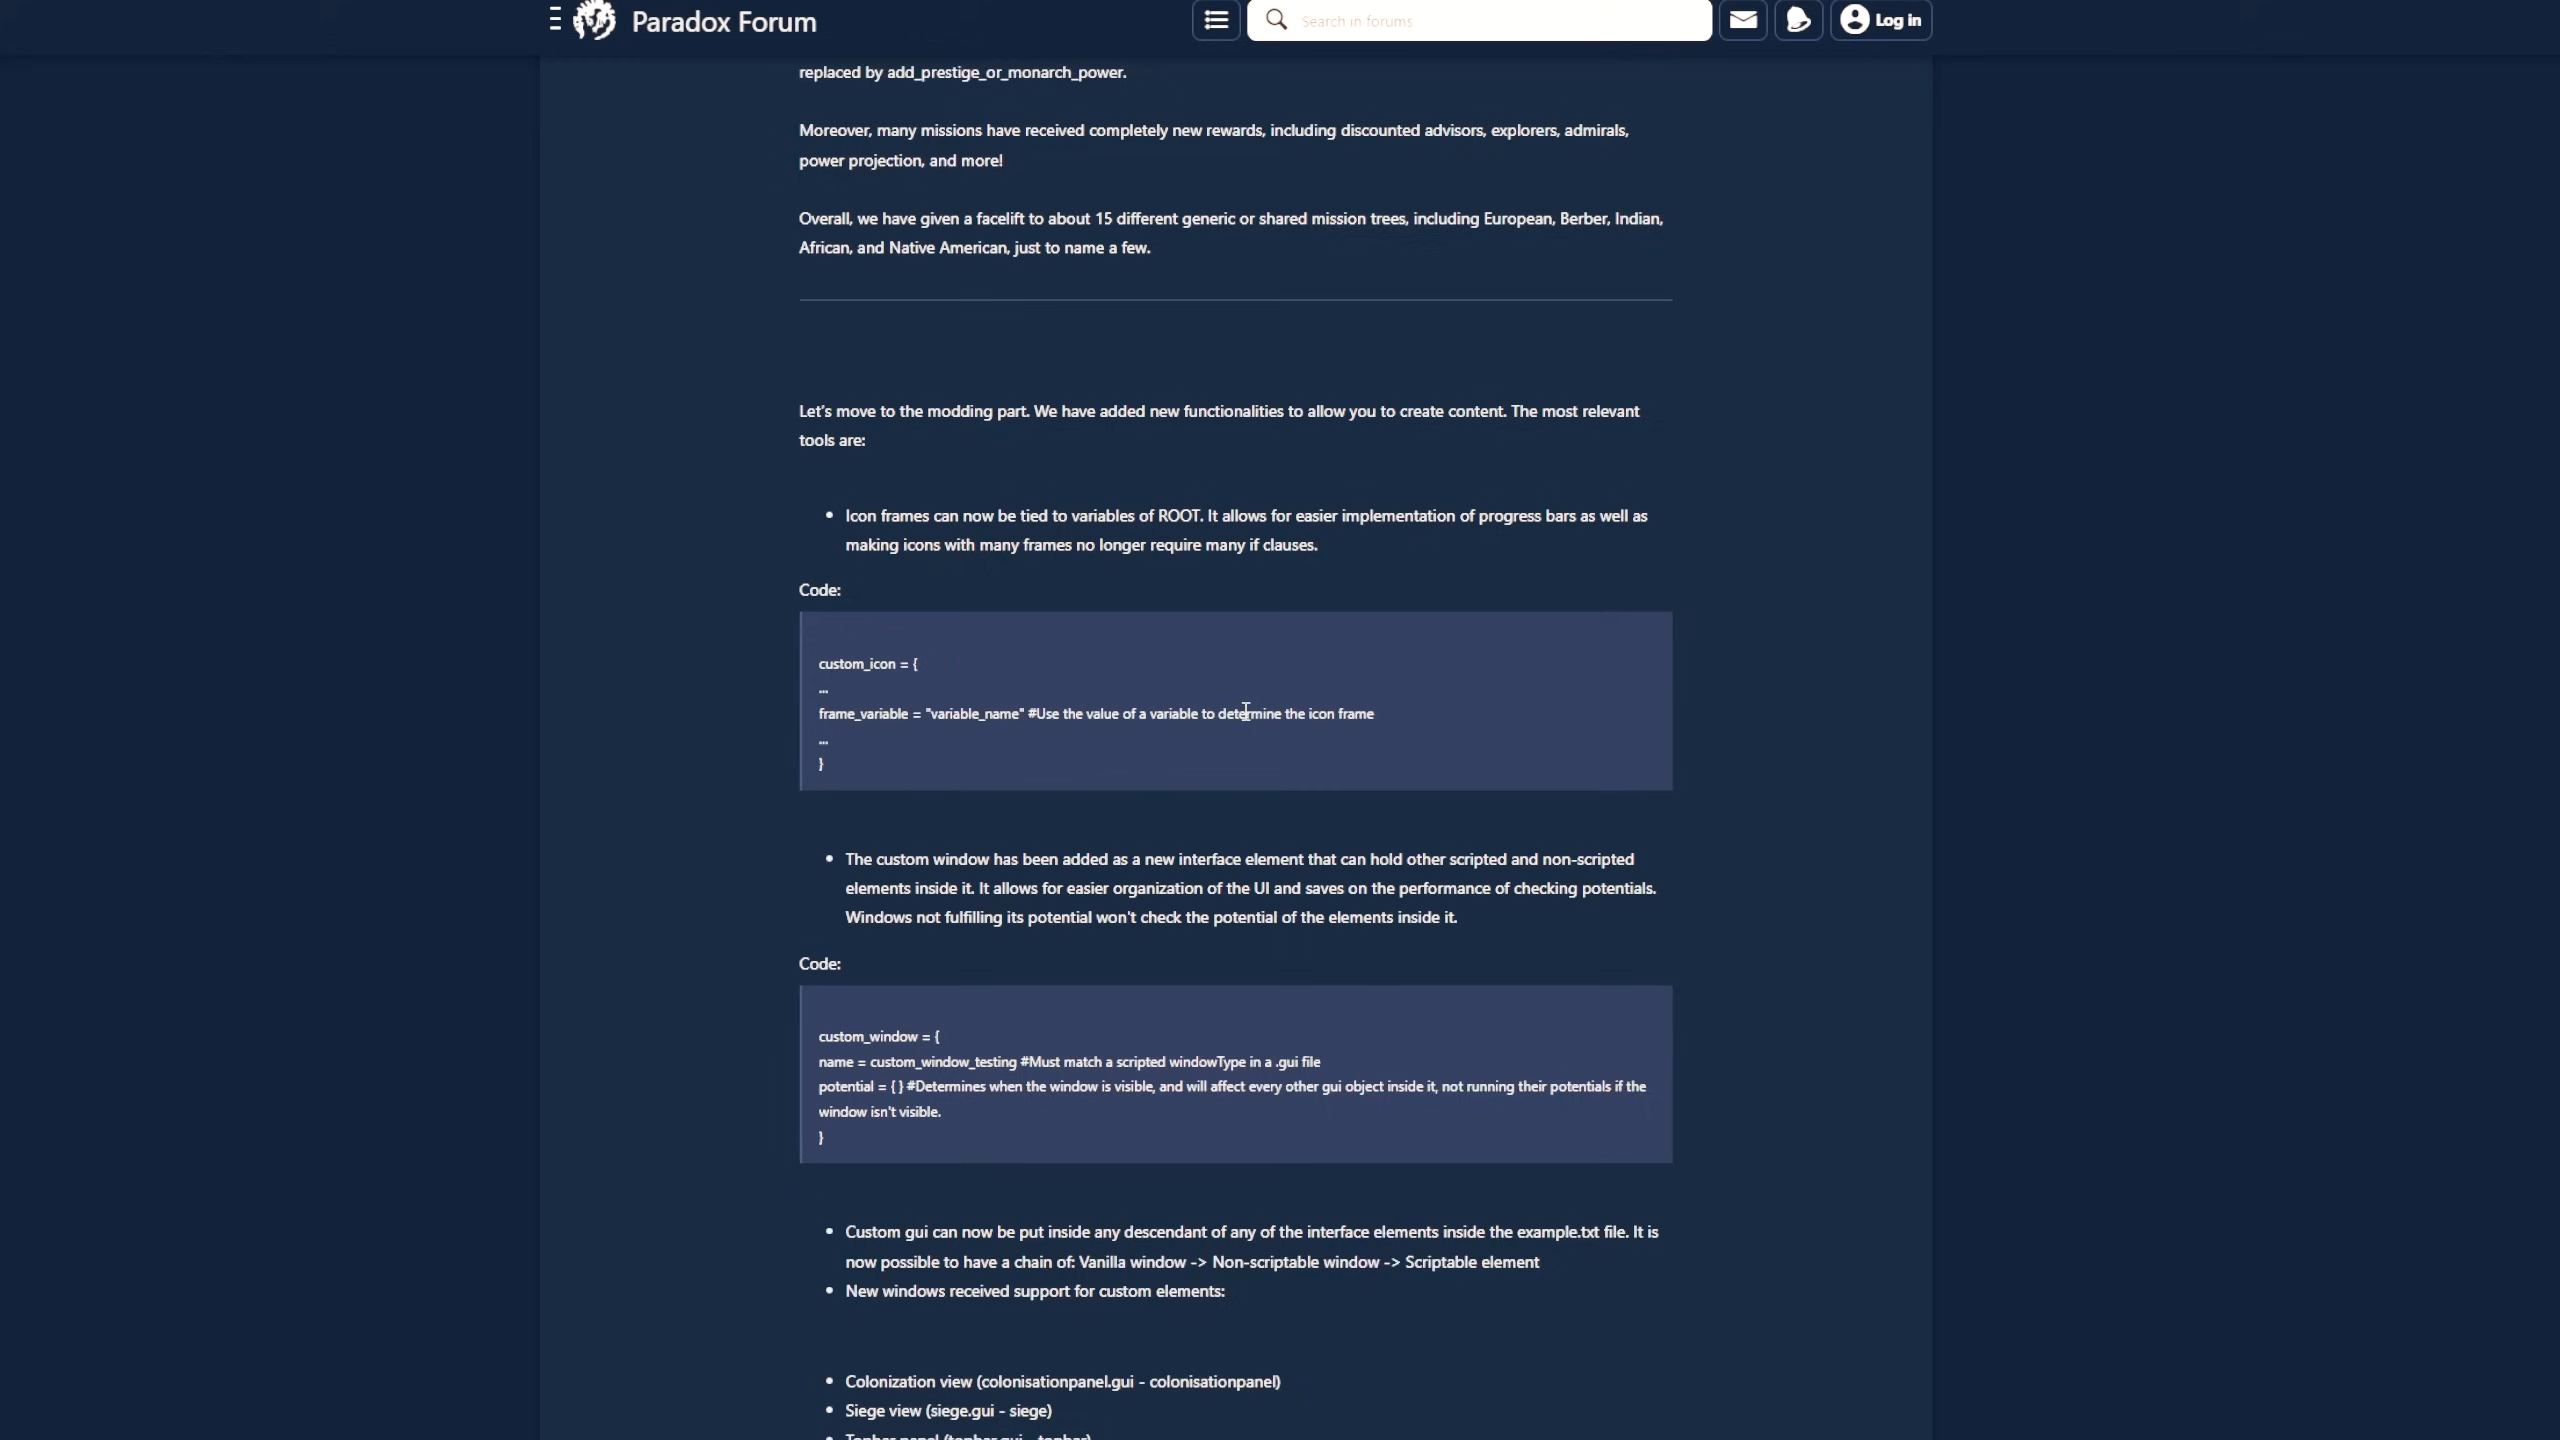 Paradox Forum
Search in forums
Log in
replaced by add_prestige_or_monarch_power.
Moreover, many missions have received completely new rewards, including discounted advisors, explorers, admirals,
power projection, and more!
Overall, we have given a facelift to about 15 different generic or shared mission trees, including European, Berber, Indian,
African, and Native American, just to name a few.
Let's move to the modding part. We have added new functionalities to allow you to create content. The most relevant
tools are:
• Icon frames can now be tied to variables of ROOT. It allows for easier implementation of progress bars as well as
making icons with many frames no longer require many if clauses.
Code:
custom_icon = {
...
frame_variable = "variable_name" #Use the value of a variable to determine the icon frame
...
}
• The custom window has been added as a new interface element that can hold other scripted and non-scripted
elements inside it. It allows for easier organization of the UI and saves on the performance of checking potentials.
Windows not fulfilling its potential won't check the potential of the elements inside it.
Code:
custom_window = {
name = custom_window_testing #Must match a scripted windowType in a .gui file
potential = { } #Determines when the window is visible, and will affect every other gui object inside it, not running their potentials if the
window isn't visible.
}
• Custom gui can now be put inside any descendant of any of the interface elements inside the example.txt file. It is
now possible to have a chain of: Vanilla window -> Non-scriptable window -> Scriptable element
• New windows received support for custom elements:
• Colonization view (colonisationpanel.gui - colonisationpanel)
• Siege view (siege.gui - siege)
• Topbar panel (topbar.gui - topbar)